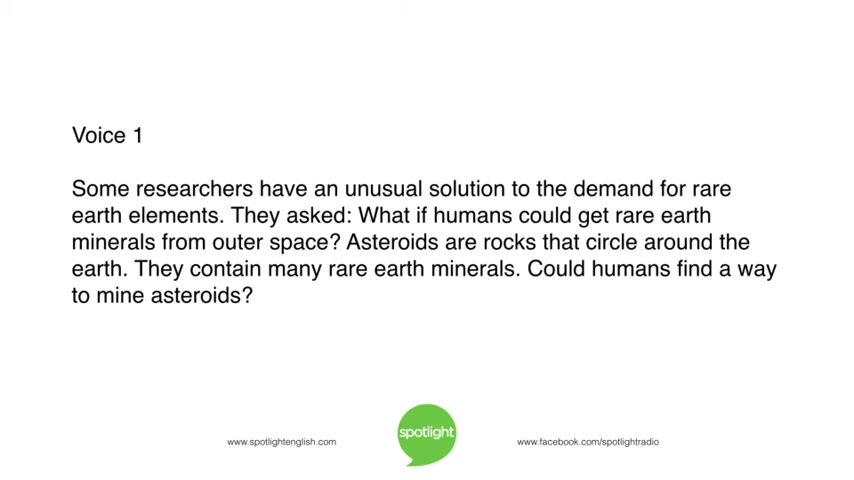 Voice 1
Some researchers have an unusual solution to the demand for rare
earth elements. They asked: What if humans could get rare earth
minerals from outer space? Asteroids are rocks that circle around the
earth. They contain many rare earth minerals. Could humans find a way
to mine asteroids?
spotlight
www.spotlightenglish.com
www.facebook.com/spotlightradio